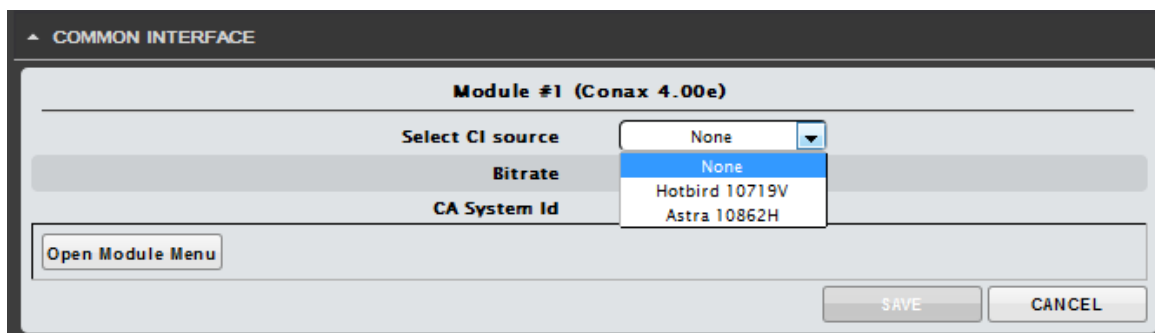 COMMON INTERFACE
Module #1 (Conax 4.00e)
Select CI source None
None
Bitrate
Hotbird 10719V
CA System Id
Astra 10862H
Open Module Menu
SAVE CANCEL